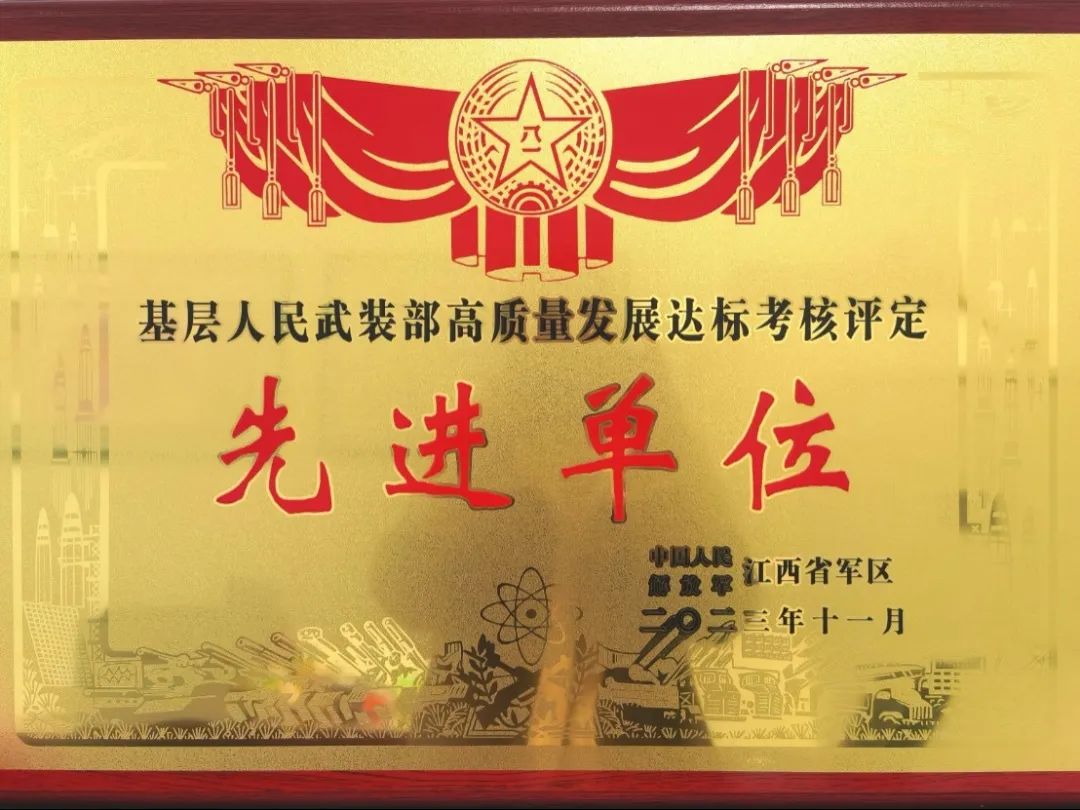 八一
基层人民武装部高质量发展达标考核评定
先进单位
中国人民解放军 江西省军区
二〇二三年十一月